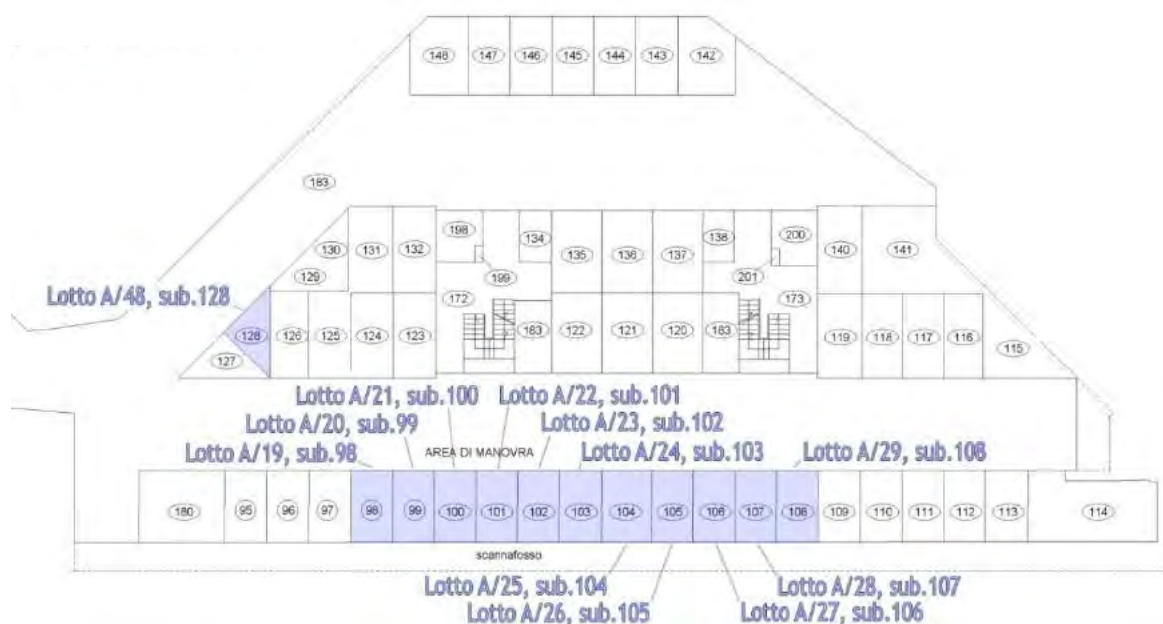 148 147 146 145 144 143 142
183
130 131 132 198 134 135 136 137 138 200 140 141
129 199 201
Lotto A/48, sub.128
172 173
128 126 125 124 123 183 122 121 120 183 119 118 117 116 115
127
Lotto A/21, sub.100 Lotto A/22, sub.101
Lotto A/20, sub.99 Lotto A/23, sub.102
Lotto A/19, sub.98 AREA DI MANOVRA Lotto A/24, sub.103 Lotto A/29, sub.108
180 95 96 97 98 99 100 101 102 103 104 105 106 107 108 109 110 111 112 113 114
scannafosso
Lotto A/25, sub.104 Lotto A/28, sub.107
Lotto A/26, sub.105 Lotto A/27, sub.106